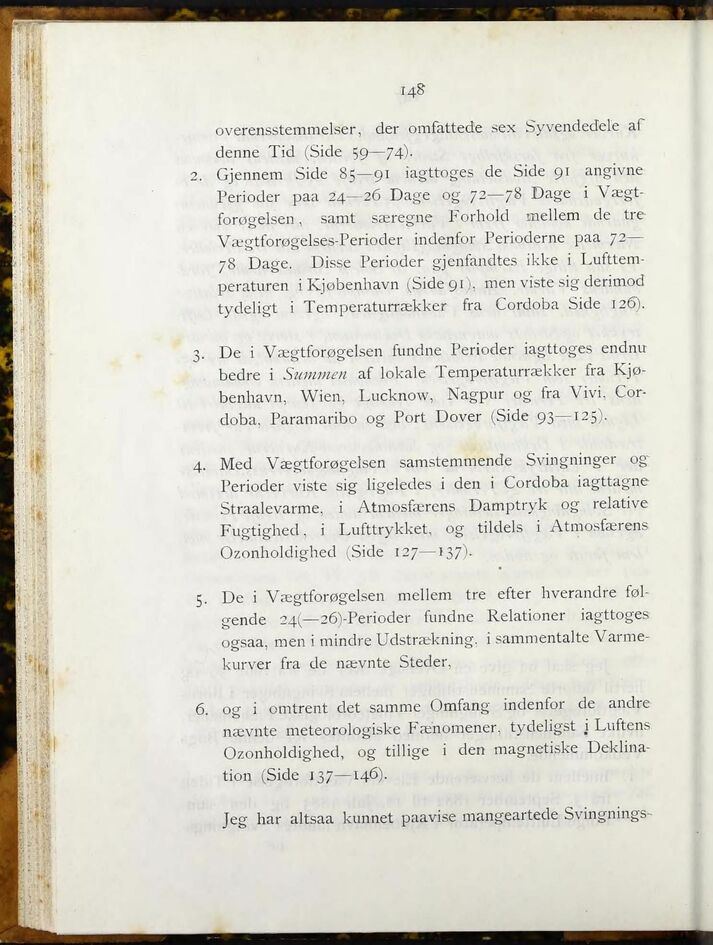 148
overensstemmelser, der omfattede sex Syvendedele af
denne Tid (Side 59—74).
2. Gjennem Side 85—91 iagttoges de Side 91 angivne
Perioder paa 24—26 Dage og 72—78 Dage i Vægt-
forøgelsen, samt særegne Forhold mellem de tre
Vægtforøgelses-Perioder indenfor Perioderne paa 72—
78 Dage. Disse Perioder gjenfandtes ikke i Lufttem-
peraturen i Kjøbenhavn (Side 91), men viste sig derimod
tydeligt i Temperaturrækker fra Cordoba Side 126).
3. De i Vægtforøgelsen fundne Perioder iagttoges endnu
bedre i Summen af lokale Temperaturrækker fra Kjø-
benhavn, Wien, Lucknow, Nagpur og fra Vivi, Cor-
doba, Paramaribo og Port Dover (Side 93—125).
4. Med Vægtforøgelsen samstemmende Svingninger og
Perioder viste sig ligeledes i den i Cordoba iagttagne
Straalevarme, i Atmosfærens Damptryk og relative
Fugtighed, i Lufttrykket, og tildels i Atmosfærens
Ozonholdighed (Side 127—137).
5. De i Vægtforøgelsen mellem tre efter hverandre føl-
gende 24(—26)-Perioder fundne Relationer iagttoges
ogsaa, men i mindre Udstrækning, i sammentalte Varme-
kurver fra de nævnte Steder,
6. og i omtrent det samme Omfang indenfor de andre
nævnte meteorologiske Fænomener, tydeligst i Luftens
Ozonholdighed, og tillige i den magnetiske Deklina-
tion (Side 137—146).
Jeg har altsaa kunnet paavise mangeartede Svingnings-